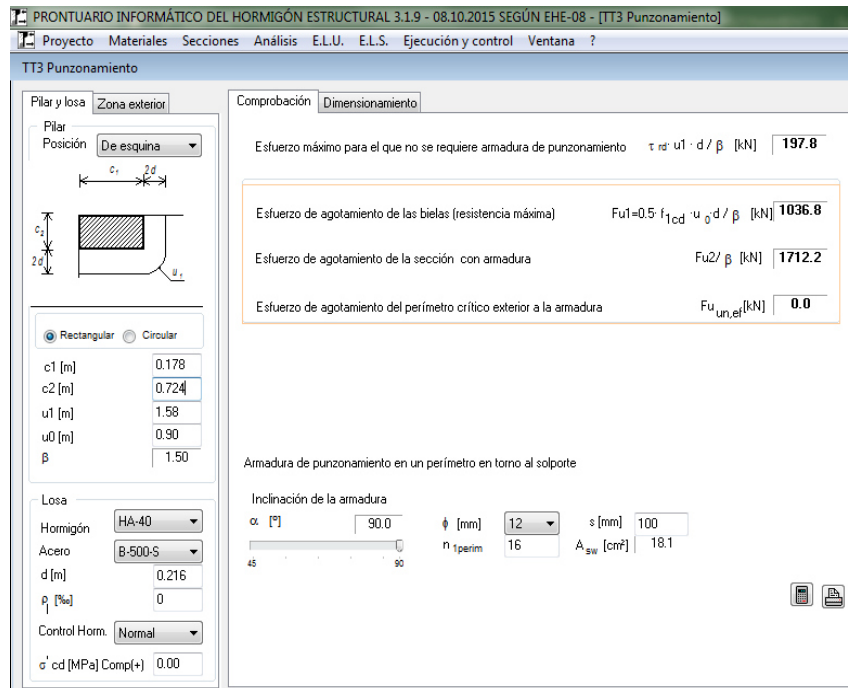 PRONTUARIO INFORMÁTICO DEL HORMIGÓN ESTRUCTURAL 3.1.9 - 08.10.2015 SEGÚN EHE-08 - [TT3 Punzonamiento]
Proyecto Materiales Secciones Análisis E.L.U. E.L.S. Ejecución y control Ventana ?
TT3 Punzonamiento
Pilar y losa Zona exterior
Pilar
Posición De esquina
c1 2d
c2
2d
u1
Rectangular Circular
c1 [m] 0.178
c2 [m] 0.724
u1 [m] 1.58
u0 [m] 0.90
β 1.50
Losa
Hormigón HA-40
Acero B-500-S
d [m] 0.216
ρl [‰] 0
Control Horm. Normal
σ'cd [MPa] Comp(+) 0.00
Comprobación Dimensionamiento
Esfuerzo máximo para el que no se requiere armadura de punzonamiento τ rd· u1 · d / β [kN] 197.8
Esfuerzo de agotamiento de las bielas (resistencia máxima) Fu1=0.5· f1cd ·u 0·d / β [kN] 1036.8
Esfuerzo de agotamiento de la sección con armadura Fu2/ β [kN] 1712.2
Esfuerzo de agotamiento del perímetro crítico exterior a la armadura Fu un,ef[kN] 0.0
Armadura de punzonamiento en un perímetro en torno al solporte
Inclinación de la armadura
α [º] 90.0 ϕ [mm] 12 s [mm] 100
45 90 n 1perim 16 A sw [cm²] 18.1